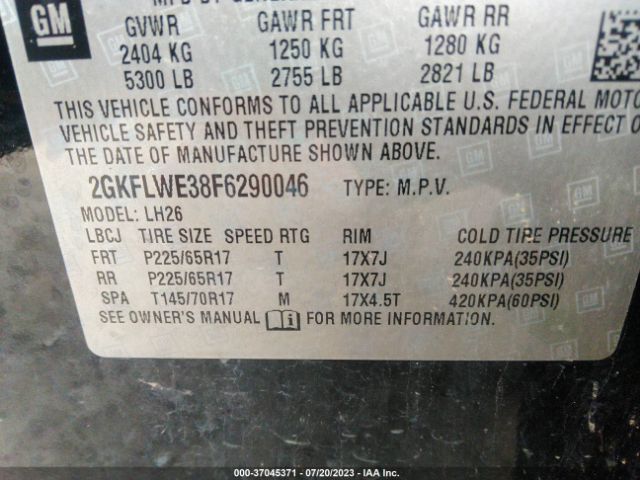 GM
GVWR GAWR FRT GAWR RR
2404 KG 1250 KG 1280 KG
5300 LB 2755 LB 2821 LB
THIS VEHICLE CONFORMS TO ALL APPLICABLE U.S. FEDERAL MOTO
VEHICLE SAFETY AND THEFT PREVENTION STANDARDS IN EFFECT O
THE DATE OF MANUFACTURE SHOWN ABOVE.
2GKFLWE38F6290046 TYPE: M.P.V.
MODEL: LH26
LBCJ TIRE SIZE SPEED RTG RIM COLD TIRE PRESSURE
FRT P225/65R17 T 17X7J 240KPA(35PSI)
RR P225/65R17 T 17X7J 240KPA(35PSI)
SPA T145/70R17 M 17X4.5T 420KPA(60PSI)
SEE OWNER'S MANUAL FOR MORE INFORMATION.
000-37045371 - 07/20/2023 - IAA Inc.